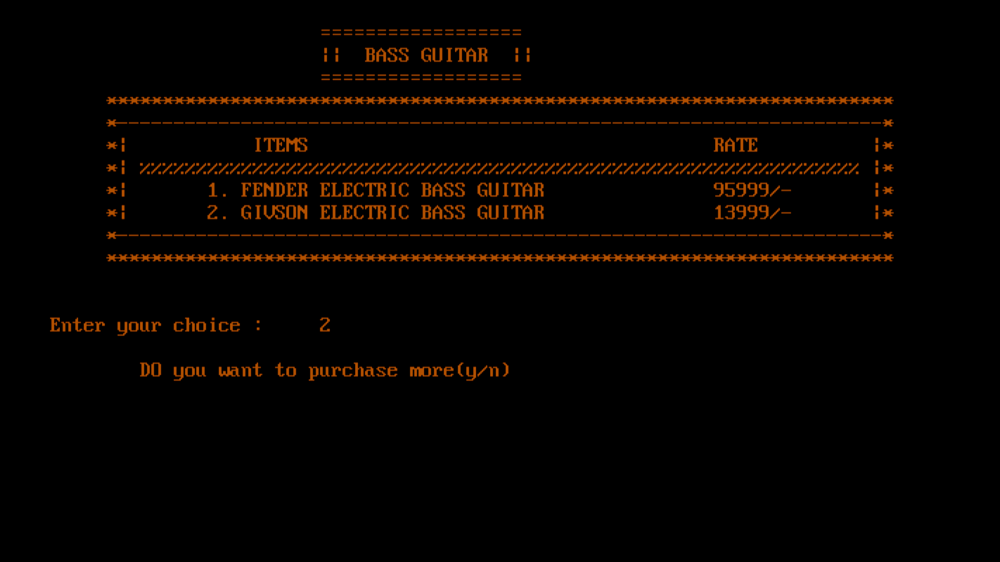 ==================
|| BASS GUITAR ||
==================
**********************************************************************
*--------------------------------------------------------------------*
*| ITEMS RATE |*
*| %%%%%%%%%%%%%%%%%%%%%%%%%%%%%%%%%%%%%%%%%%%%%%%%%%%%%%%%%%%%%%%% |*
*| 1. FENDER ELECTRIC BASS GUITAR 95999/- |*
*| 2. GIVSON ELECTRIC BASS GUITAR 13999/- |*
*--------------------------------------------------------------------*
**********************************************************************
Enter your choice : 2
DO you want to purchase more(y/n)